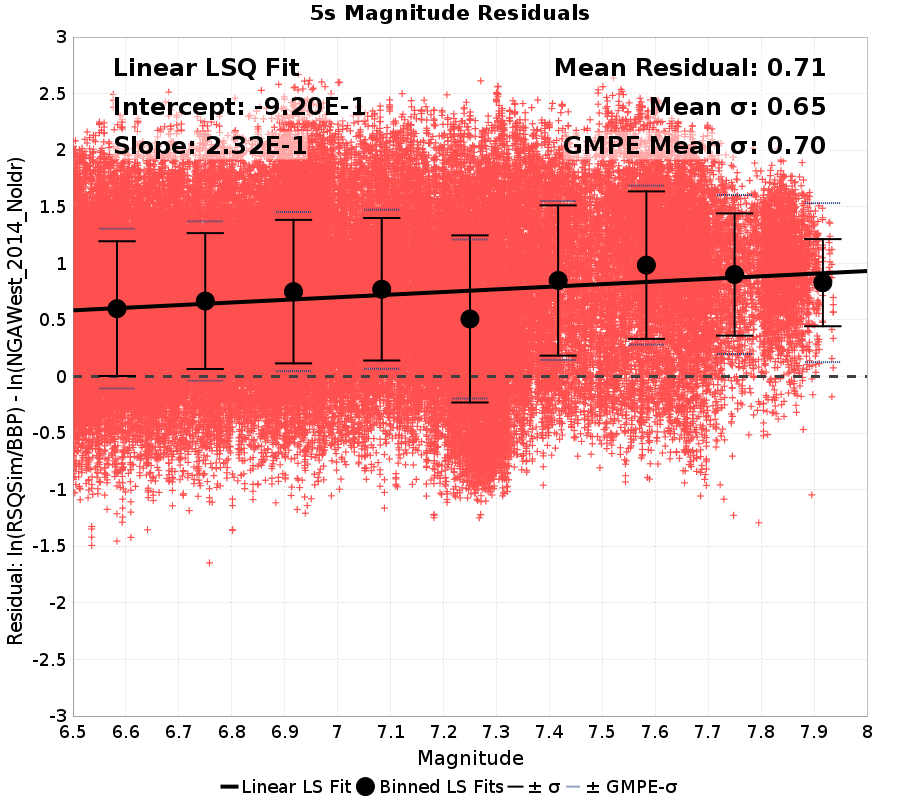 5s Magnitude Residuals
Linear LSQ Fit
Intercept: -9.20E-1
Slope: 2.32E-1
Mean Residual: 0.71
Mean σ: 0.65
GMPE Mean σ: 0.70
Residual: ln(RSQSim/BBP) - ln(NGAWest_2014_NoIdr)
3
2.5
2
1.5
1
0.5
0
-0.5
-1
-1.5
-2
-2.5
-3
6.5 6.6 6.7 6.8 6.9 7 7.1 7.2 7.3 7.4 7.5 7.6 7.7 7.8 7.9 8
Magnitude
Linear LS Fit Binned LS Fits ± σ ± GMPE-σ